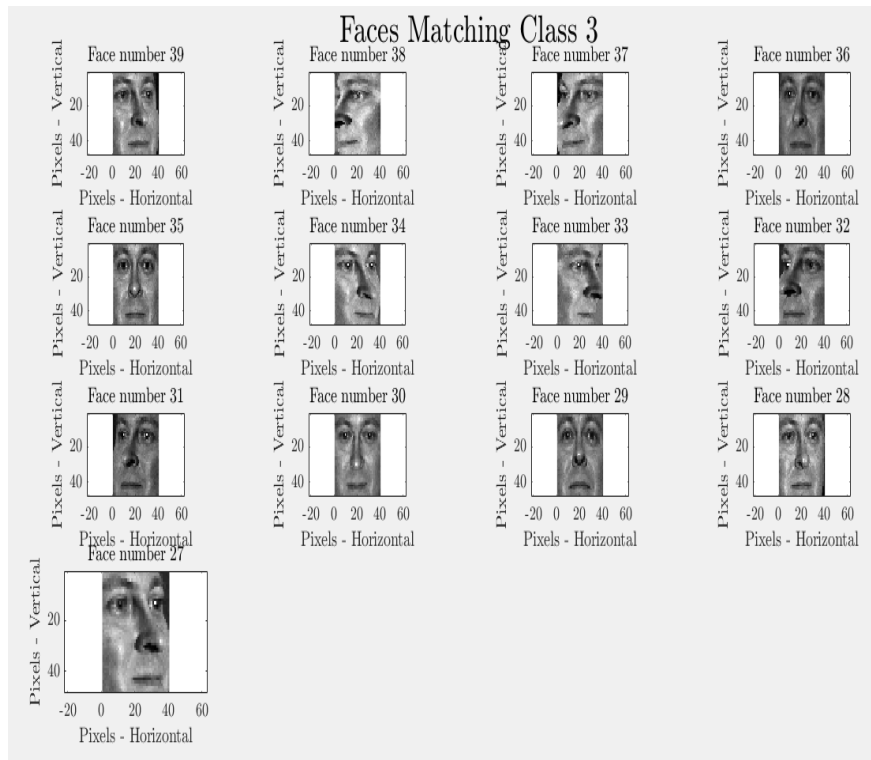 Faces Matching Class 3
Face number 39
Pixels - Vertical
20
40
-20 0 20 40 60
Pixels - Horizontal
Face number 38
Pixels - Vertical
20
40
-20 0 20 40 60
Pixels - Horizontal
Face number 37
Pixels - Vertical
20
40
-20 0 20 40 60
Pixels - Horizontal
Face number 36
Pixels - Vertical
20
40
-20 0 20 40 60
Pixels - Horizontal
Face number 35
Pixels - Vertical
20
40
-20 0 20 40 60
Pixels - Horizontal
Face number 34
Pixels - Vertical
20
40
-20 0 20 40 60
Pixels - Horizontal
Face number 33
Pixels - Vertical
20
40
-20 0 20 40 60
Pixels - Horizontal
Face number 32
Pixels - Vertical
20
40
-20 0 20 40 60
Pixels - Horizontal
Face number 31
Pixels - Vertical
20
40
-20 0 20 40 60
Pixels - Horizontal
Face number 30
Pixels - Vertical
20
40
-20 0 20 40 60
Pixels - Horizontal
Face number 29
Pixels - Vertical
20
40
-20 0 20 40 60
Pixels - Horizontal
Face number 28
Pixels - Vertical
20
40
-20 0 20 40 60
Pixels - Horizontal
Face number 27
Pixels - Vertical
20
40
-20 0 20 40 60
Pixels - Horizontal